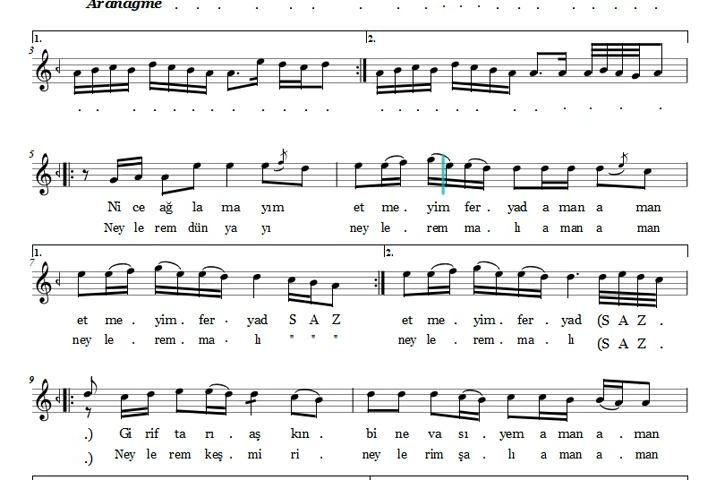 Aranağme . . . . . . . . . . . . .
1. 2.
3
. . . . . . . . . . . . . . . . . .
5
Ni ce ağ la ma yım et me . yim fer . yad a man a man
Ney le rem dün ya yı ney le . rem ma . lı a man a man
1. 2.
7
et me . yim . fer . yad S A Z et me . yim . fer . yad (S A Z .
ney le . rem . ma . lı " " " ney le . rem . ma . lı (S A Z .
9
.) Gi rif ta rı . aş kın . bi ne va sı . yem a man a . man
.) Ney le rem keş . mi ri . ney le rim şa . lı a man a . man